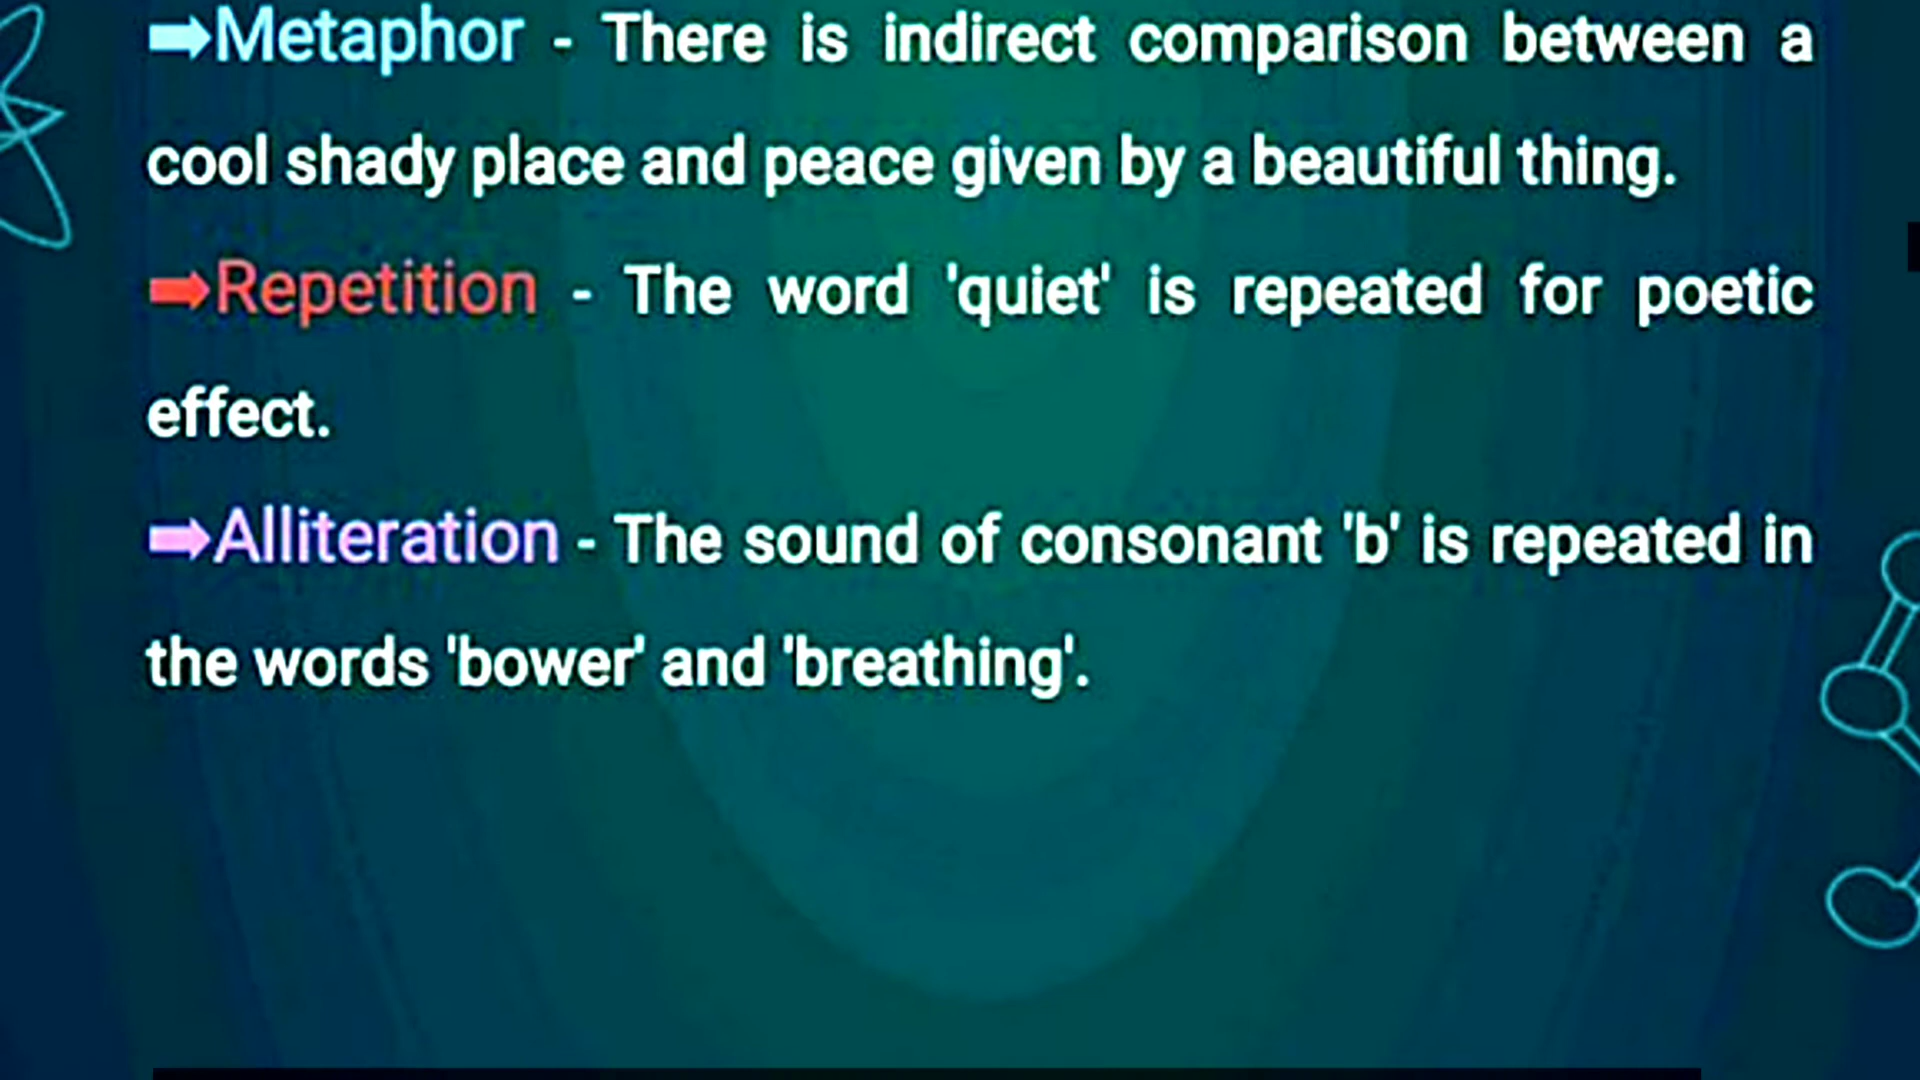 ➡Metaphor - There is indirect comparison between a
cool shady place and peace given by a beautiful thing.
➡Repetition - The word 'quiet' is repeated for poetic
effect.
➡Alliteration - The sound of consonant 'b' is repeated in
the words 'bower' and 'breathing'.